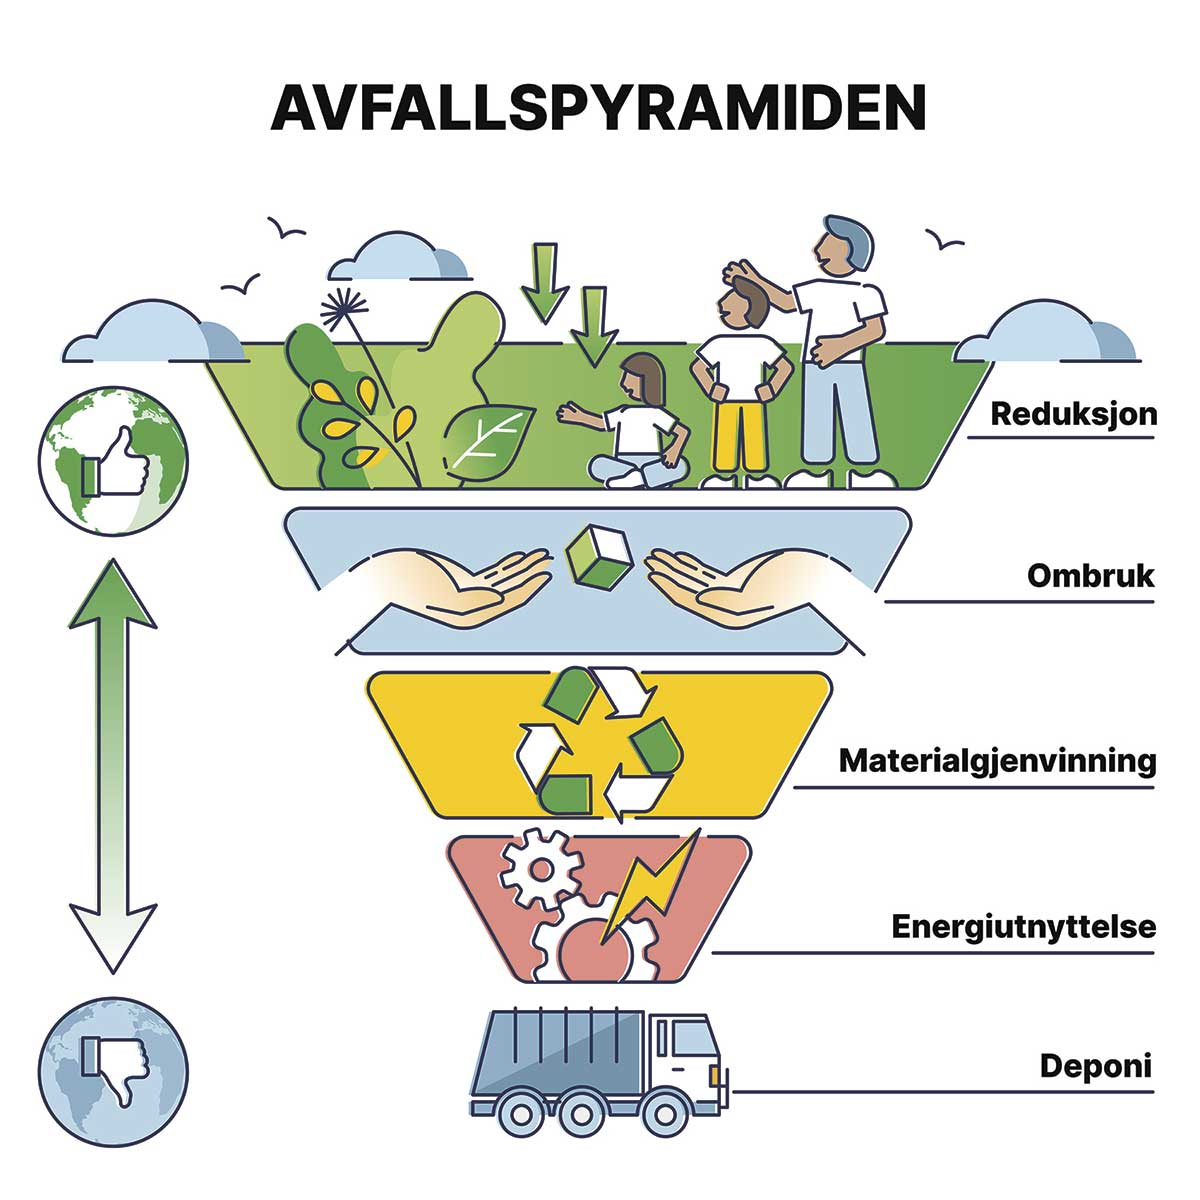 AVFALLSPYRAMIDEN
Reduksjon
Ombruk
Materialgjenvinning
Energiutnyttelse
Deponi